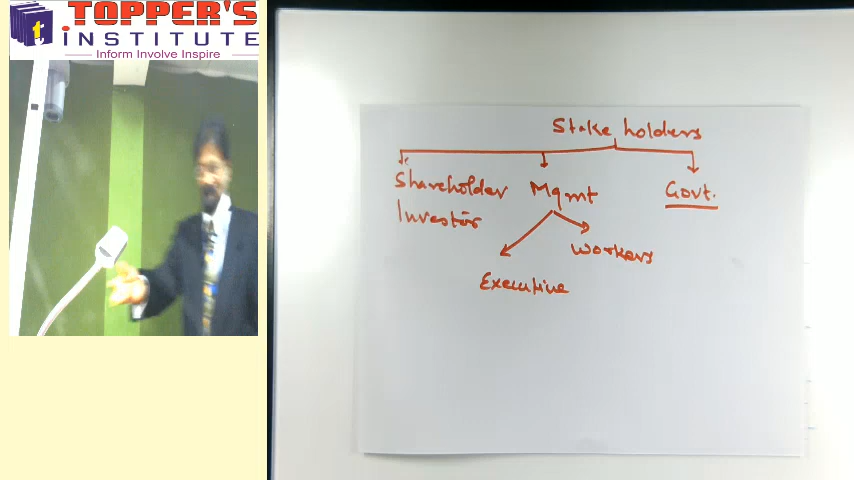 TOPPER'S
iNSTITUTE
Inform Involve Inspire
t
Stake holders
Shareholder Mgmt Govt.
Investor
Workers
Executive